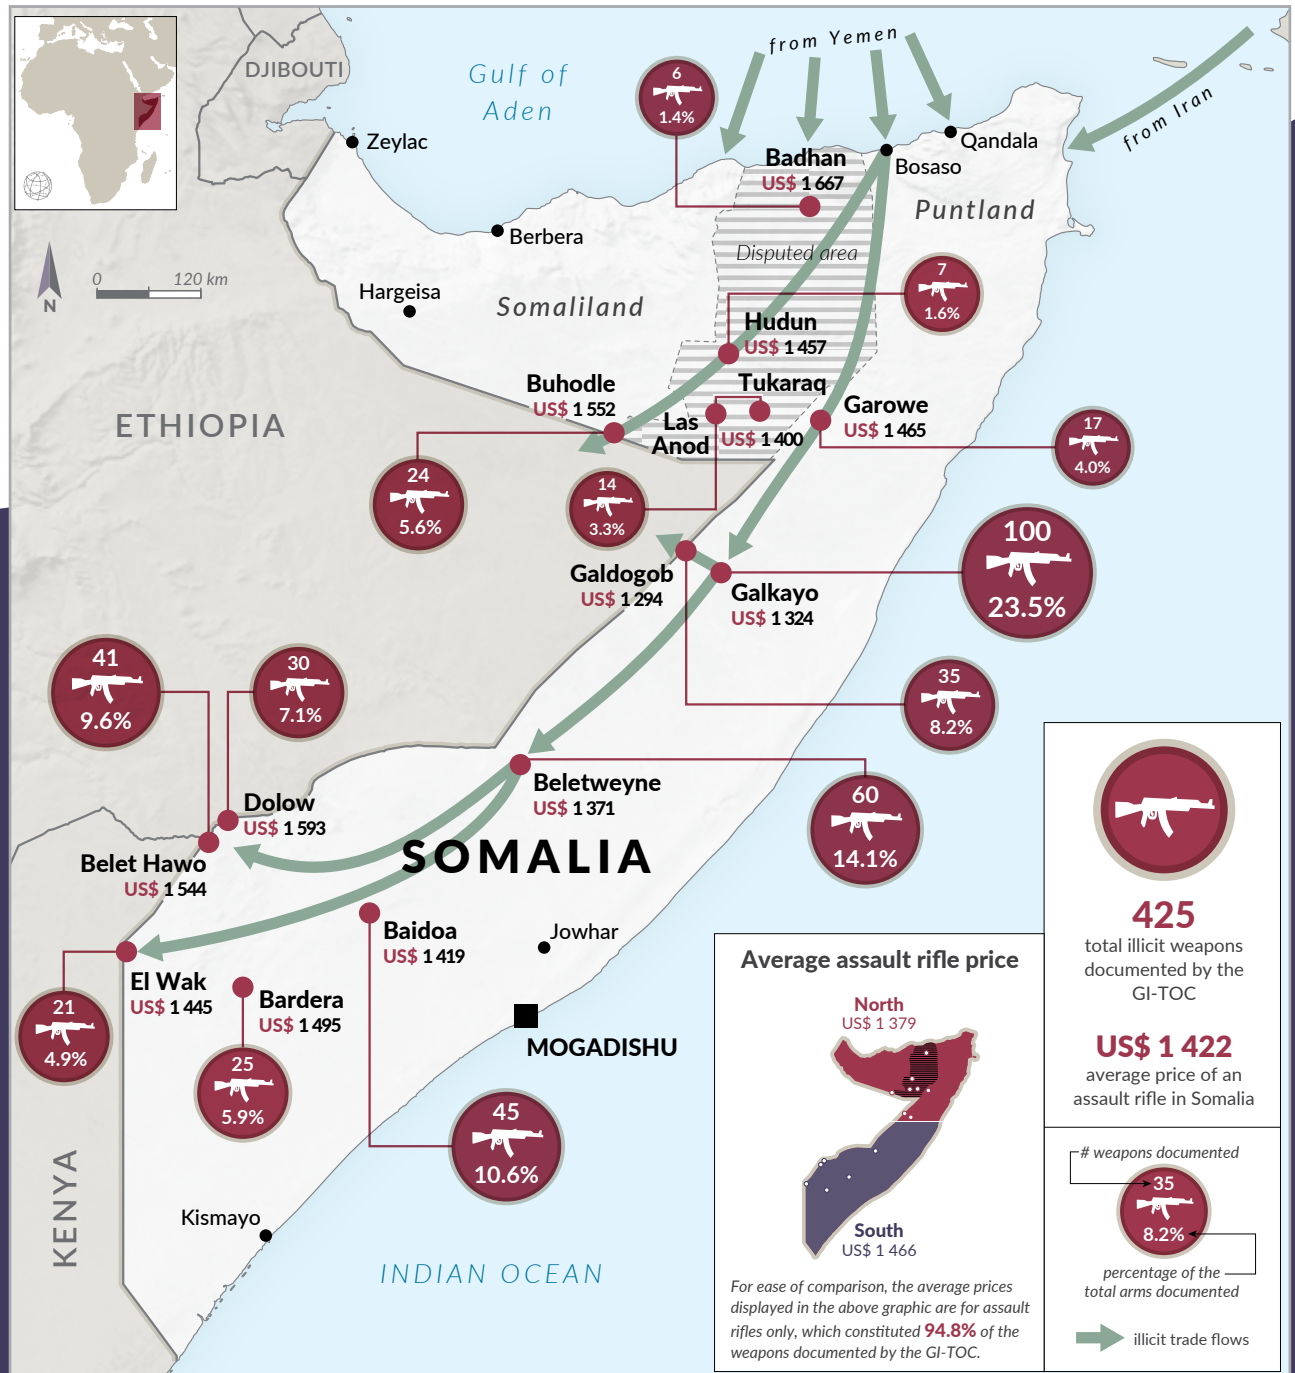 DJIBOUTI
Gulf of
Aden
from Yemen
from Iran
6
1.4%
Zeylac
Qandala
Badhan
US$ 1 667
Bosaso
Puntland
Berbera
Disputed area
7
1.6%
0 120 km
N
Hargeisa
Somaliland
Hudun
US$ 1 457
Buhodle
US$ 1 552
Tukaraq
Garowe
US$ 1 465
ETHIOPIA
Las
Anod
US$ 1 400
17
4.0%
24
5.6%
14
3.3%
100
23.5%
Galdogob
US$ 1 294
Galkayo
US$ 1 324
41
9.6%
30
7.1%
35
8.2%
Beletweyne
US$ 1 371
60
14.1%
Dolow
US$ 1 593
SOMALIA
Belet Hawo
US$ 1 544
Baidoa
US$ 1 419
Jowhar
El Wak
US$ 1 445
Bardera
US$ 1 495
21
4.9%
MOGADISHU
25
5.9%
45
10.6%
KENYA
Kismayo
INDIAN OCEAN
Average assault rifle price
North
US$ 1 379
South
US$ 1 466
For ease of comparison, the average prices
displayed in the above graphic are for assault
rifles only, which constituted 94.8% of the
weapons documented by the GI-TOC.
425
total illicit weapons
documented by the
GI-TOC
US$ 1 422
average price of an
assault rifle in Somalia
# weapons documented
35
8.2%
percentage of the
total arms documented
illicit trade flows